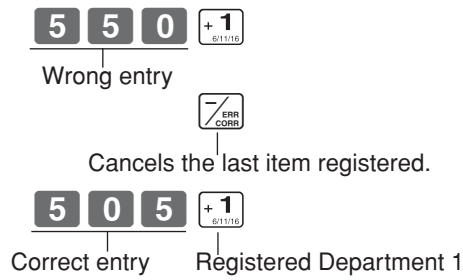 5 5 0 +1 6/11/16
Wrong entry
−/ERR CORR
Cancels the last item registered.
5 0 5 +1 6/11/16
Correct entry Registered Department 1